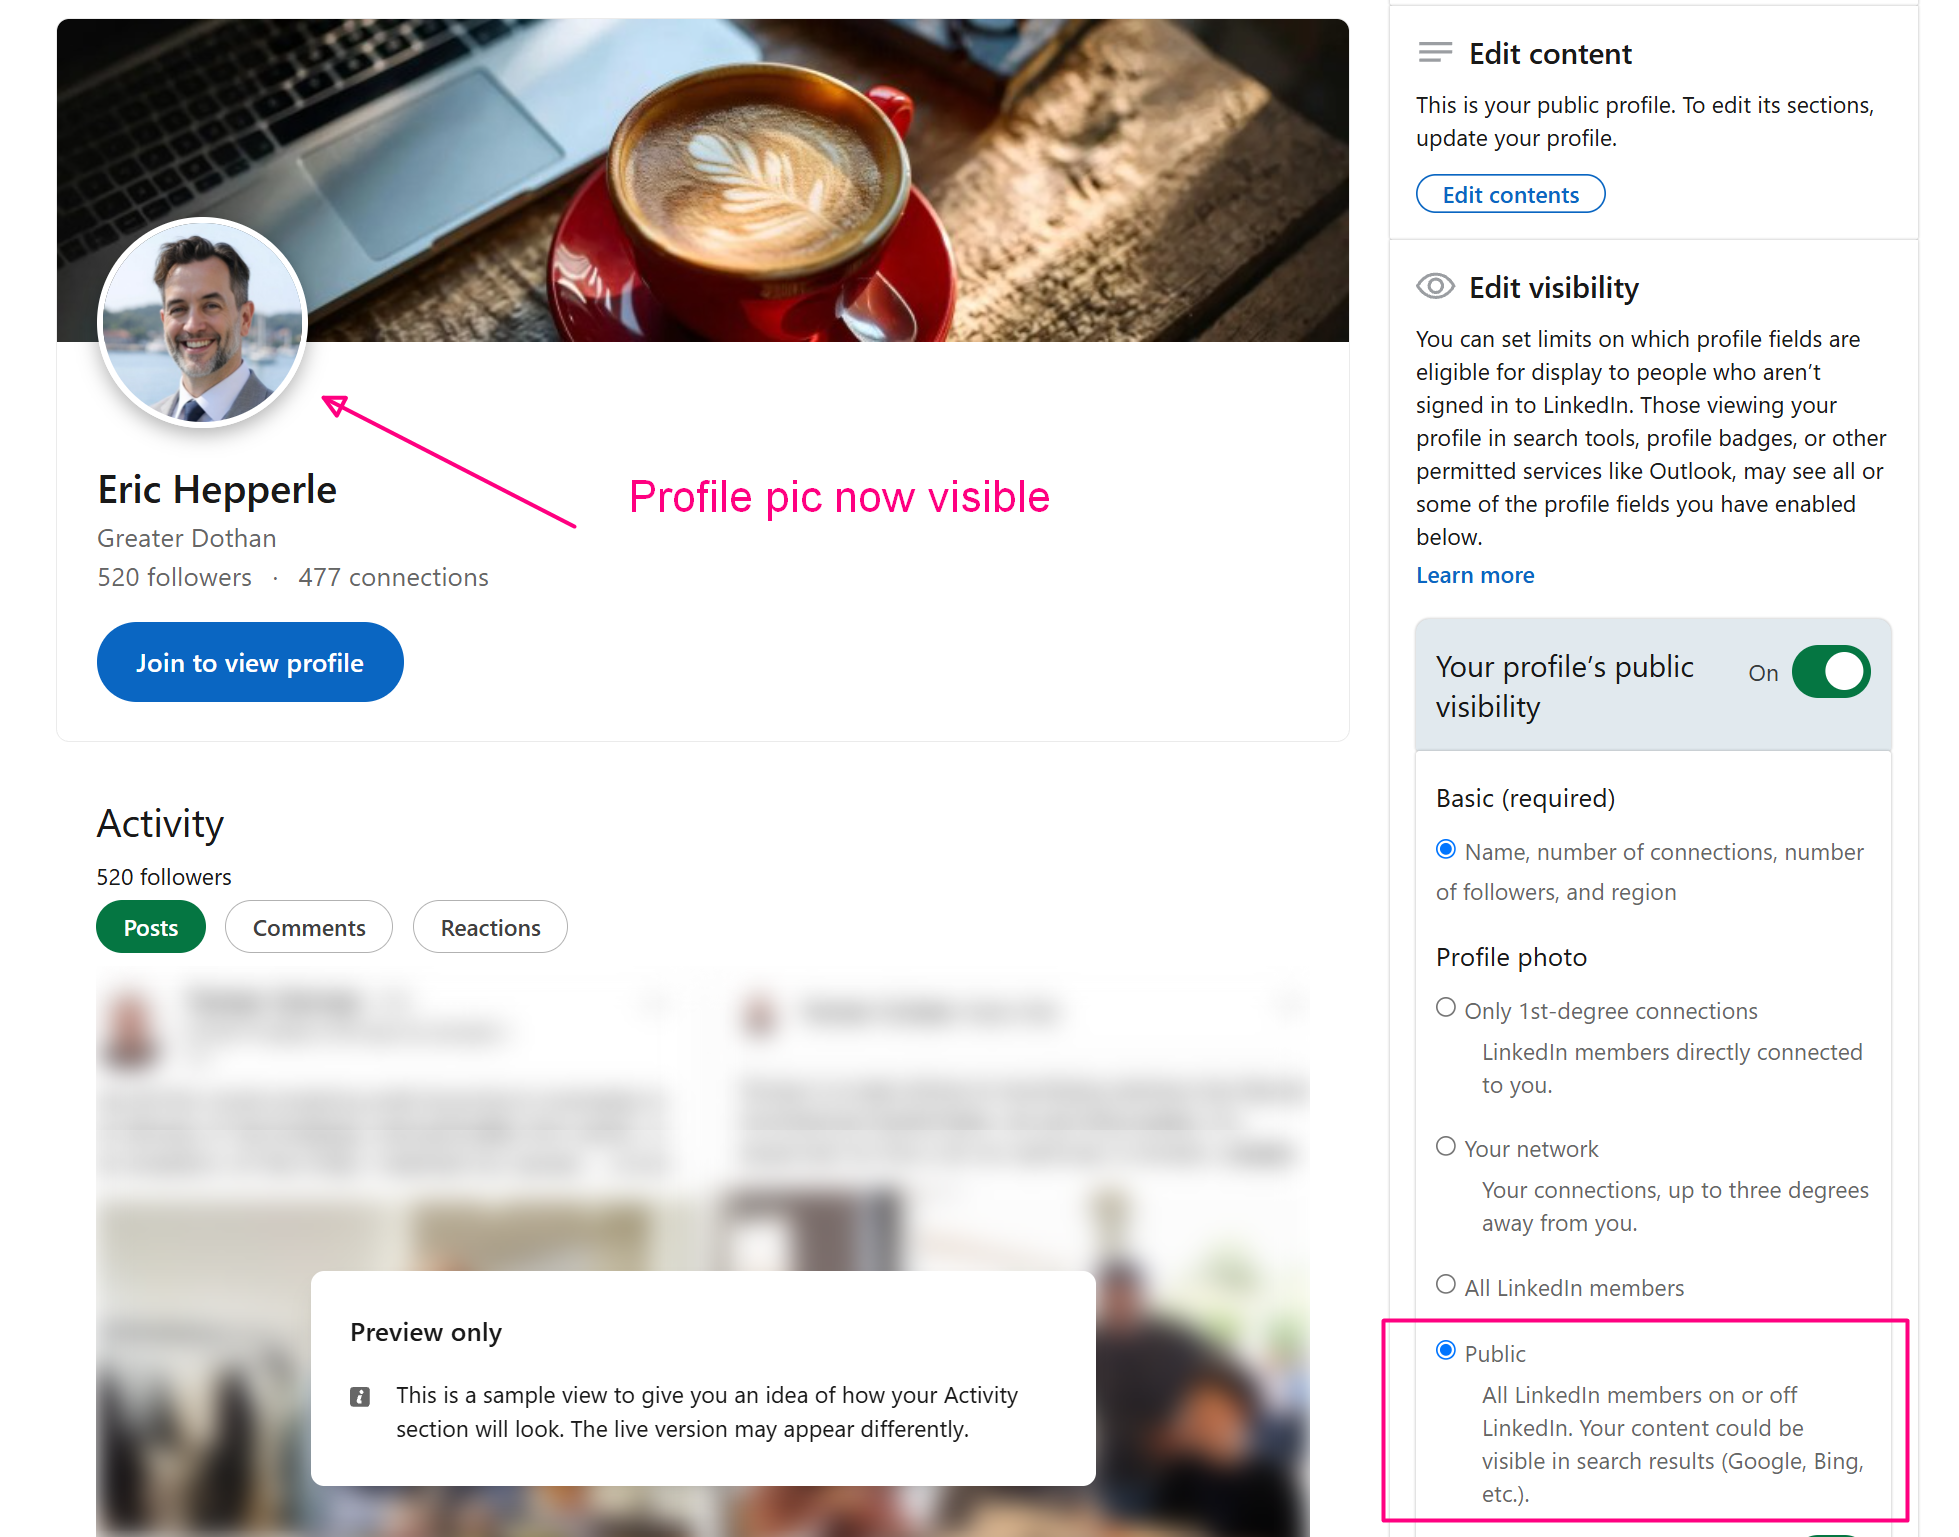 Profile pic now visible
Eric Hepperle
Greater Dothan
520 followers · 477 connections
Join to view profile
Activity
520 followers
Posts
Comments
Reactions
Preview only
This is a sample view to give you an idea of how your Activity
section will look. The live version may appear differently.
Edit content
This is your public profile. To edit its sections,
update your profile.
Edit contents
Edit visibility
You can set limits on which profile fields are
eligible for display to people who aren’t
signed in to LinkedIn. Those viewing your
profile in search tools, profile badges, or other
permitted services like Outlook, may see all or
some of the profile fields you have enabled
below.
Learn more
Your profile’s public
visibility
On
Basic (required)
Name, number of connections, number
of followers, and region
Profile photo
Only 1st-degree connections
LinkedIn members directly connected
to you.
Your network
Your connections, up to three degrees
away from you.
All LinkedIn members
Public
All LinkedIn members on or off
LinkedIn. Your content could be
visible in search results (Google, Bing,
etc.).